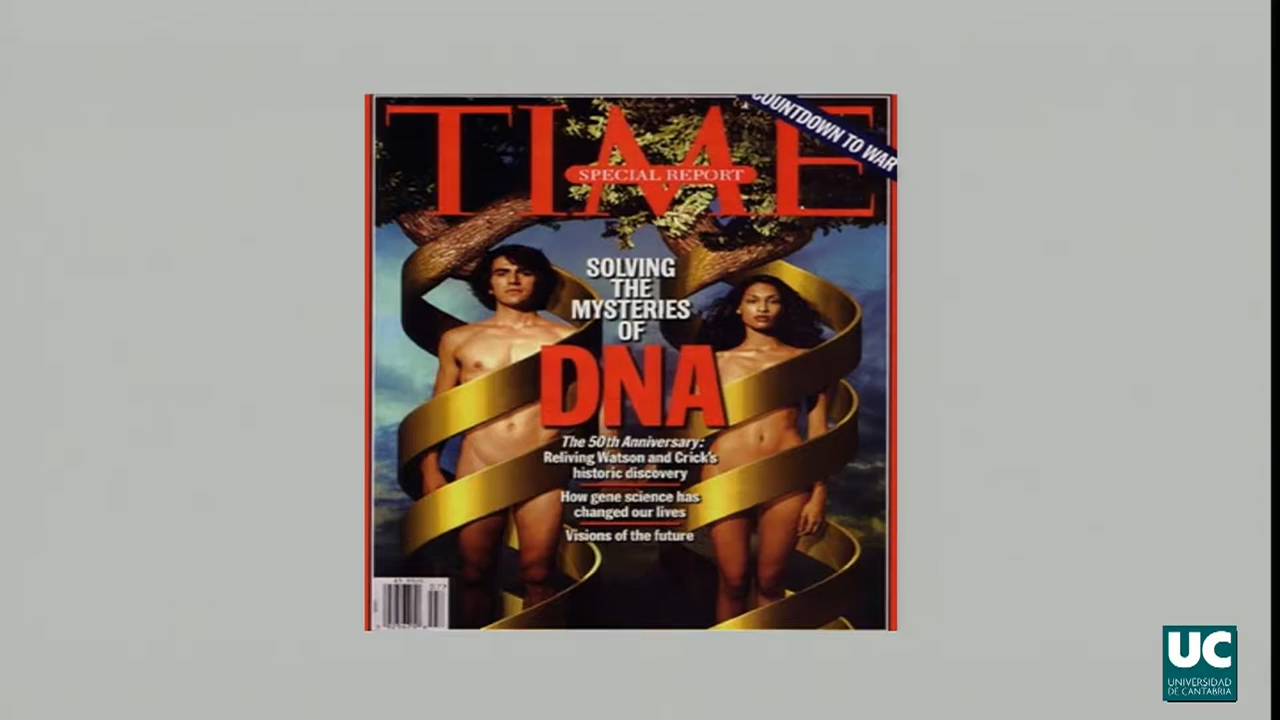 TIME
COUNTDOWN TO WAR
SPECIAL REPORT
SOLVING
THE
MYSTERIES
OF
DNA
The 50th Anniversary:
Reliving Watson and Crick's
historic discovery
How gene science has
changed our lives
Visions of the future
UC
UNIVERSIDAD
DE CANTABRIA